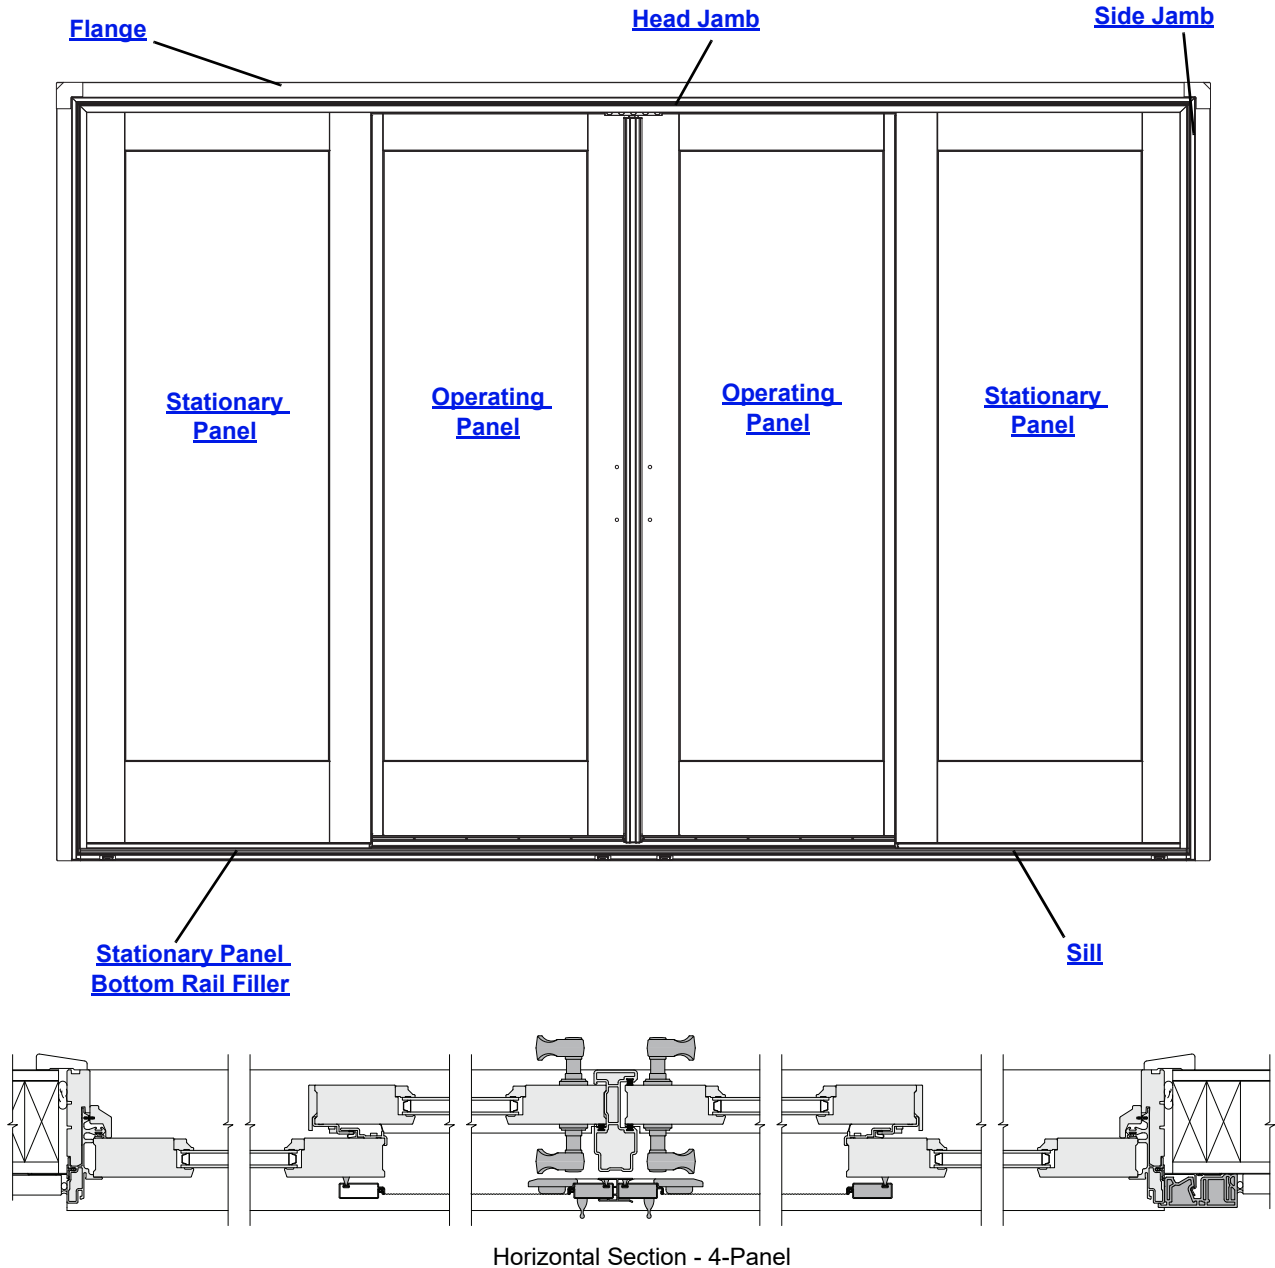 Flange
Head Jamb
Side Jamb
Stationary
Panel
Operating
Panel
Operating
Panel
Stationary
Panel
Stationary Panel
Bottom Rail Filler
Sill
Horizontal Section - 4-Panel